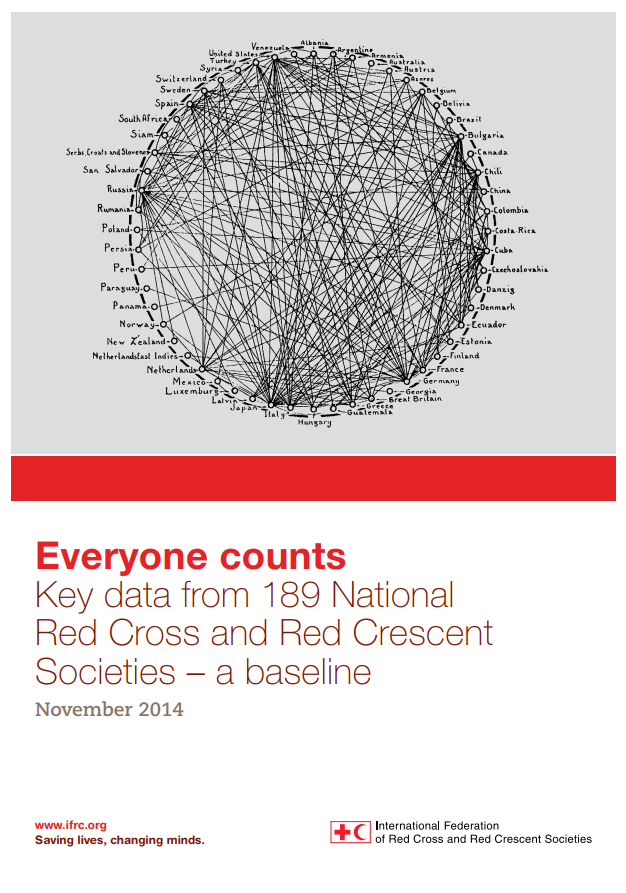 Albania
Argentine
Armenia
Australia
Austria
Azores
Belgium
Bolivia
Brazil
Bulgaria
Canada
Chili
China
Colombia
Costa-Rica
Cuba
Czechoslovakia
Danzig
Denmark
Ecuador
Estonia
Finland
France
Germany
Georgia
Great Britain
Greece
Guatemala
Hungary
Italy
Japan
Latvia
Luxemburg
Mexico
Netherlands
Netherlands East Indies
New Zealand
Norway
Panama
Paraguay
Peru
Persia
Poland
Rumania
Russia
San Salvador
Serbs, Croats and Slovene
Siam
South Africa
Spain
Sweden
Switzerland
Syria
Turkey
United States
Venezuela
Everyone counts
Key data from 189 National
Red Cross and Red Crescent
Societies – a baseline
November 2014
www.ifrc.org
Saving lives, changing minds.
International Federation
of Red Cross and Red Crescent Societies